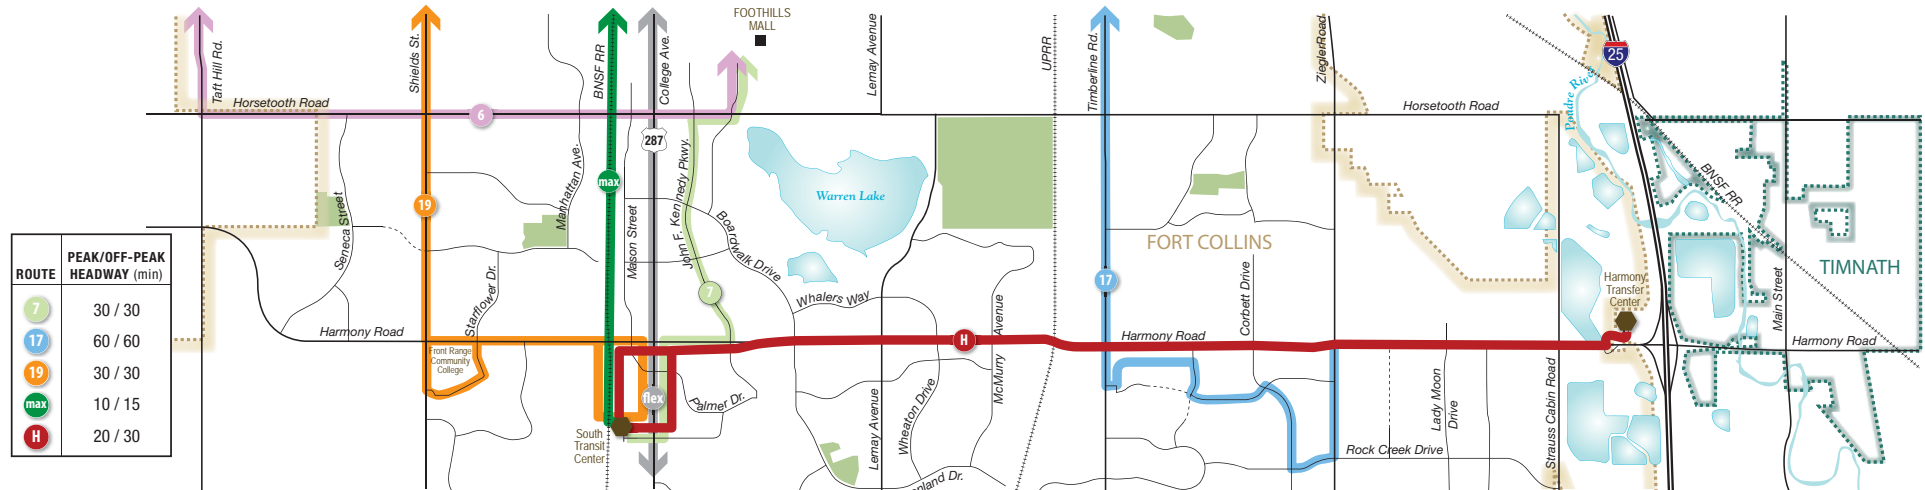 FOOTHILLS
MALL
Taft Hill Rd.
Shields St.
BNSF RR
College Ave.
Lemay Avenue
UPRR
Timberline Rd.
Ziegler Road
25
Poudre River
Horsetooth Road
6
Horsetooth Road
287
max
19
Seneca Street
Manhattan Ave.
Mason Street
John F. Kennedy Pkwy.
Boardwalk Drive
Warren Lake
BNSF RR
FORT COLLINS
TIMNATH
ROUTE
PEAK/OFF-PEAK
HEADWAY (min)
7
30 / 30
17
60 / 60
19
30 / 30
max
10 / 15
H
20 / 30
Starflower Dr.
7
Whalers Way
McMurry Avenue
17
Corbett Drive
Harmony
Transfer
Center
Main Street
Harmony Road
H
Harmony Road
Harmony Road
Front Range
Community
College
flex
Palmer Dr.
South
Transit
Center
Lemay Avenue
Wheaton Drive
Lady Moon
Drive
Rock Creek Drive
Strauss Cabin Road
pland Dr.